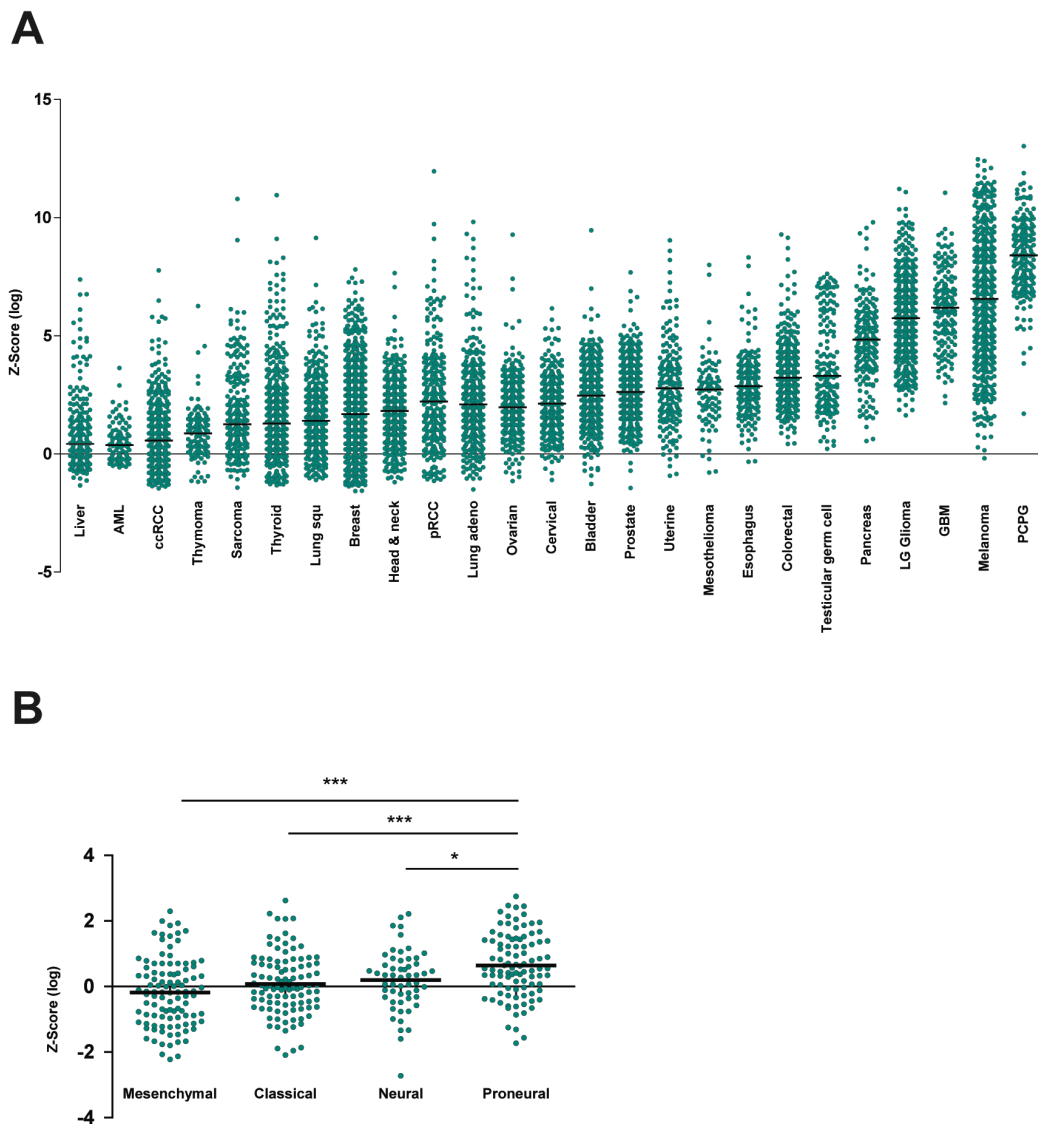 A
15
10
5
0
-5
Z-Score (log)
Liver
AML
ccRCC
Thymoma
Sarcoma
Thyroid
Lung squ
Breast
Head & neck
pRCC
Lung adeno
Ovarian
Cervical
Bladder
Prostate
Uterine
Mesothelioma
Esophagus
Colorectal
Testicular germ cell
Pancreas
LG Glioma
GBM
Melanoma
PCPG
B
***
***
*
4
2
0
-2
-4
Z-Score (log)
Mesenchymal Classical Neural Proneural